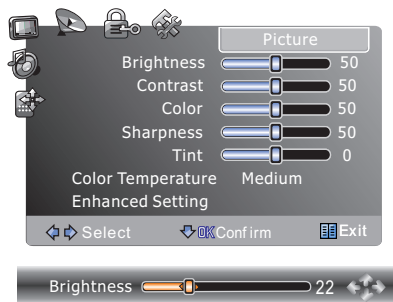 Picture
Brightness 50
Contrast 50
Color 50
Sharpness 50
Tint 0
Color Temperature Medium
Enhanced Setting
Select OK Confirm Exit
Brightness 22